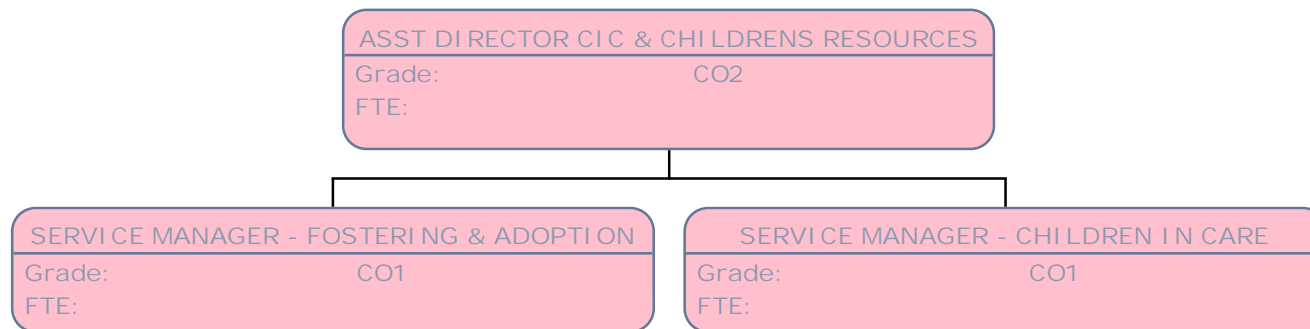 ASST DIRECTOR CIC & CHILDRENS RESOURCES
Grade: CO2
FTE:
SERVICE MANAGER - FOSTERING & ADOPTION
Grade: CO1
FTE:
SERVICE MANAGER - CHILDREN IN CARE
Grade: CO1
FTE: